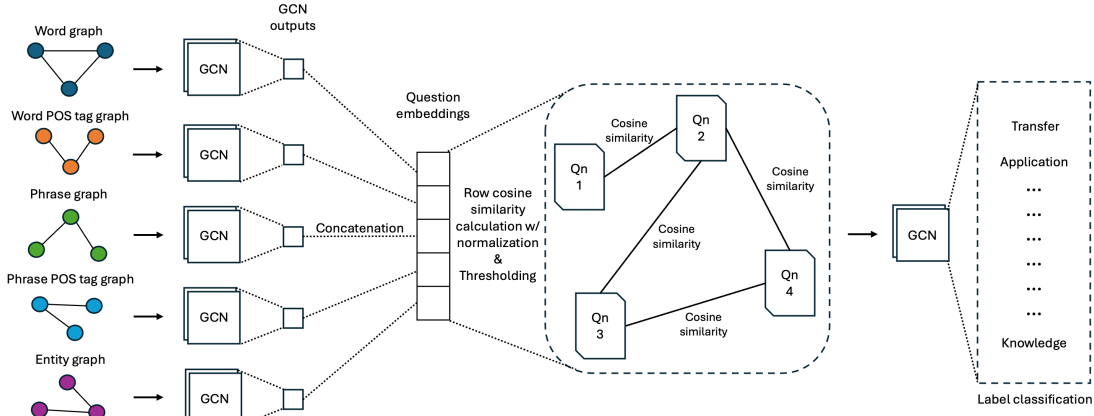 GCN
outputs
Word graph
GCN
Word POS tag graph
GCN
Phrase graph
GCN
Phrase POS tag graph
GCN
Entity graph
GCN
Concatenation
Question
embeddings
Row cosine
similarity
calculation w/
normalization
&
Thresholding
Qn
1
Cosine
similarity
Qn
2
Cosine
similarity
Cosine
similarity
Qn
3
Cosine
similarity
Qn
4
GCN
Transfer
Application
...
...
...
...
...
...
Knowledge
Label classification